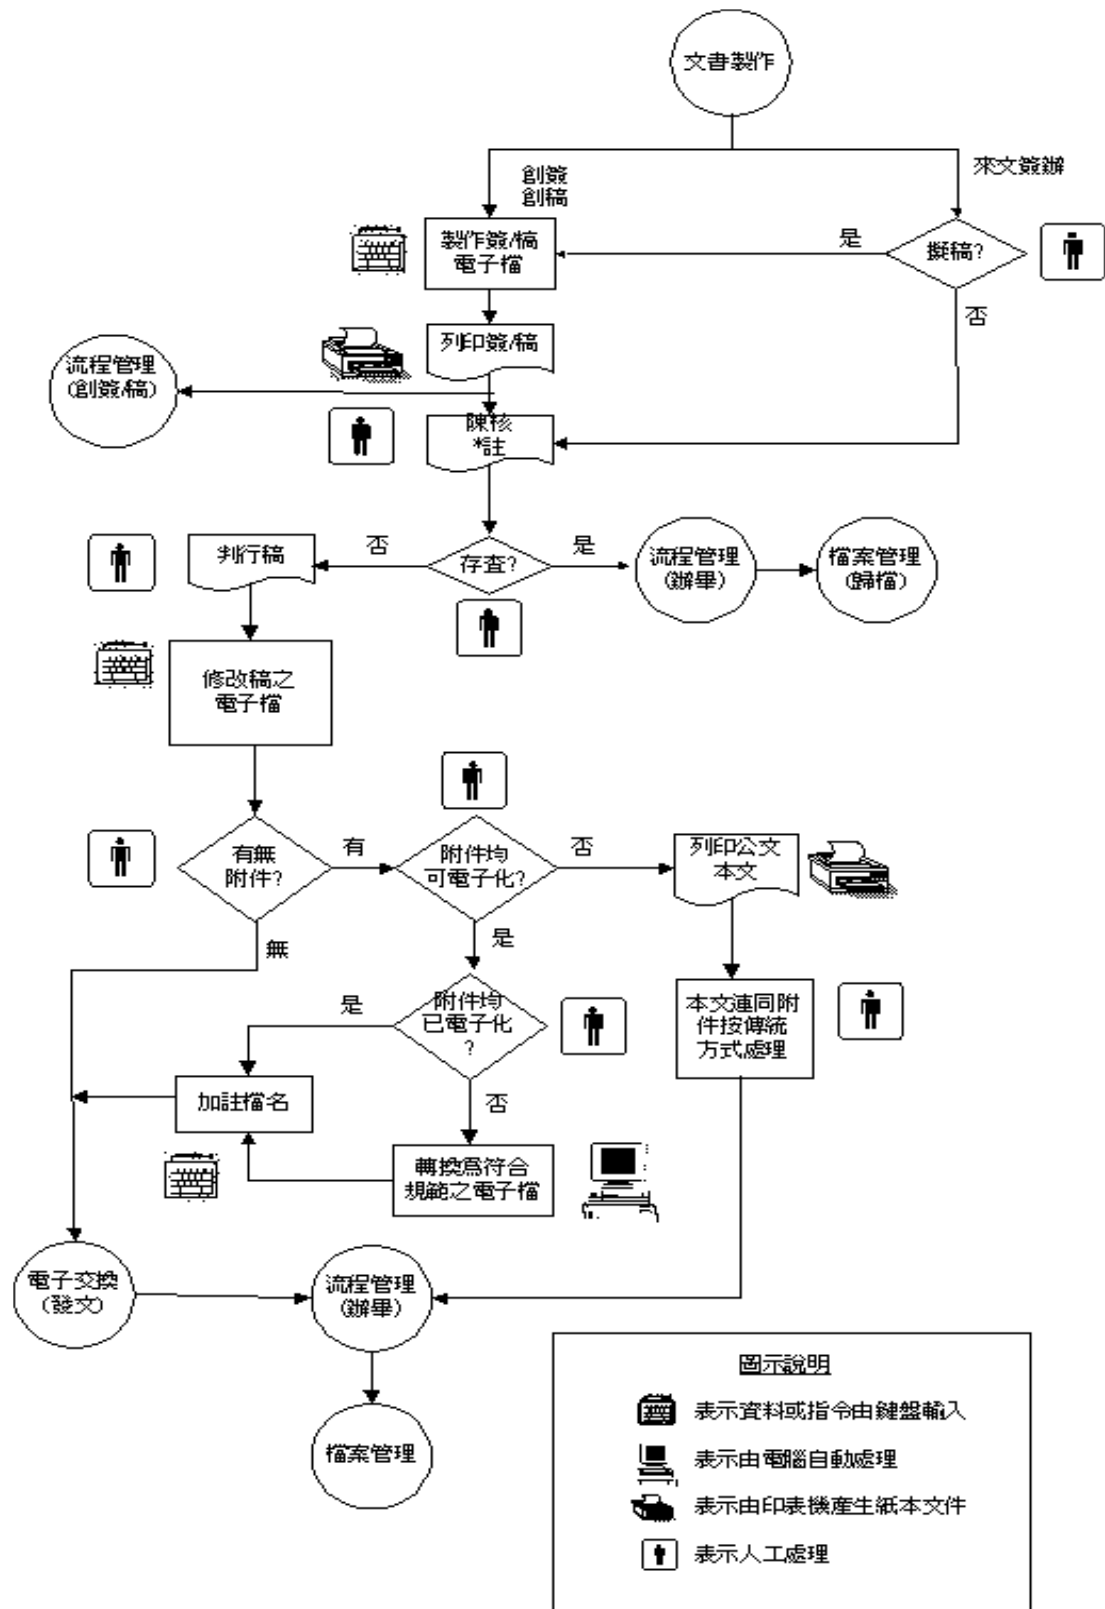 文書製作
創簽
創稿
來文簽辦
製作簽/稿
電子檔
是
擬稿?
否
列印簽/稿
流程管理
(創簽/稿)
陳核
*註
判行稿
否
存查?
是
流程管理
(辦畢)
檔案管理
(歸檔)
修改稿之
電子檔
有無
附件?
有
附件均
可電子化?
否
列印公文
本文
無
是
是
附件均
已電子化
?
本文連同附
件按傳統
方式處理
加註檔名
否
轉換為符合
規範之電子檔
電子交換
(發文)
流程管理
(辦畢)
檔案管理
圖示說明
表示資料或指令由鍵盤輸入
表示由電腦自動處理
表示由印表機產生紙本文件
表示人工處理